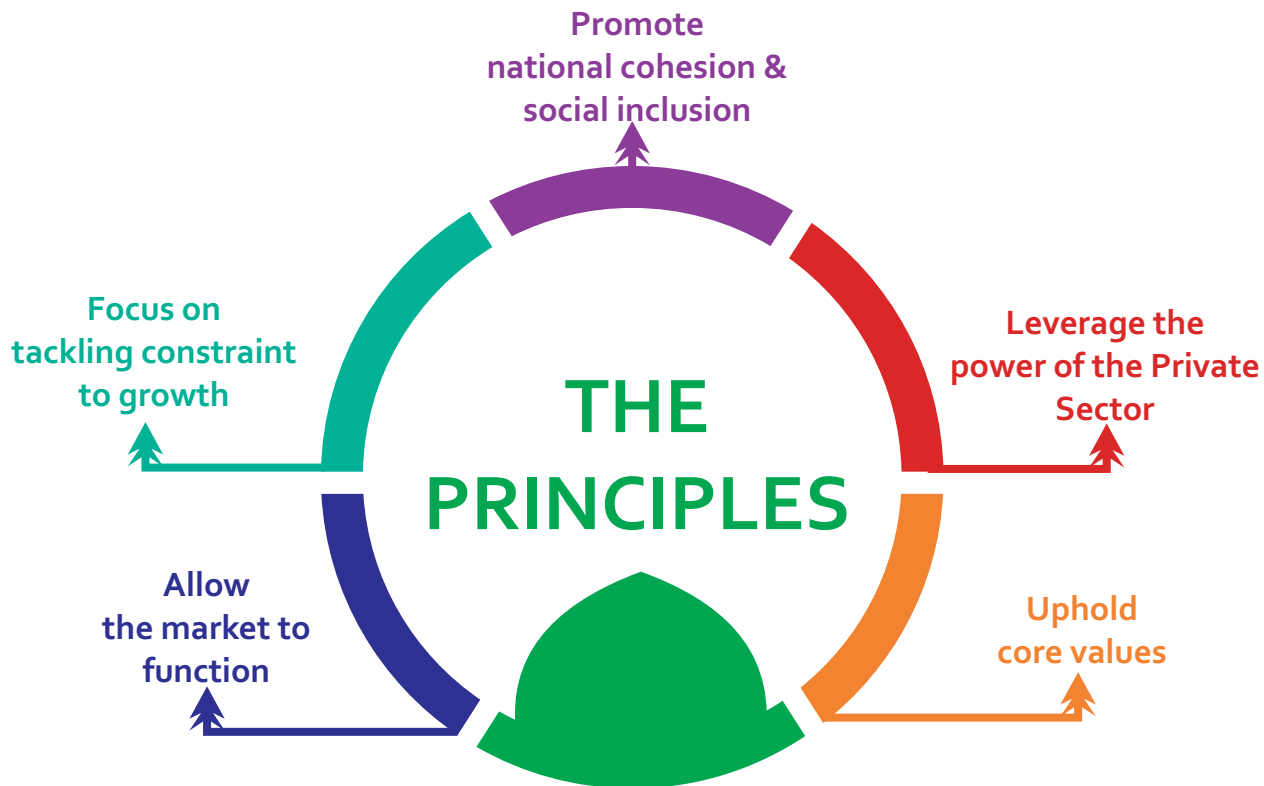 Promote
national cohesion &
social inclusion
Focus on
tackling constraint
to growth
Leverage the
power of the Private
Sector
THE
PRINCIPLES
Allow
the market to
function
Uphold
core values